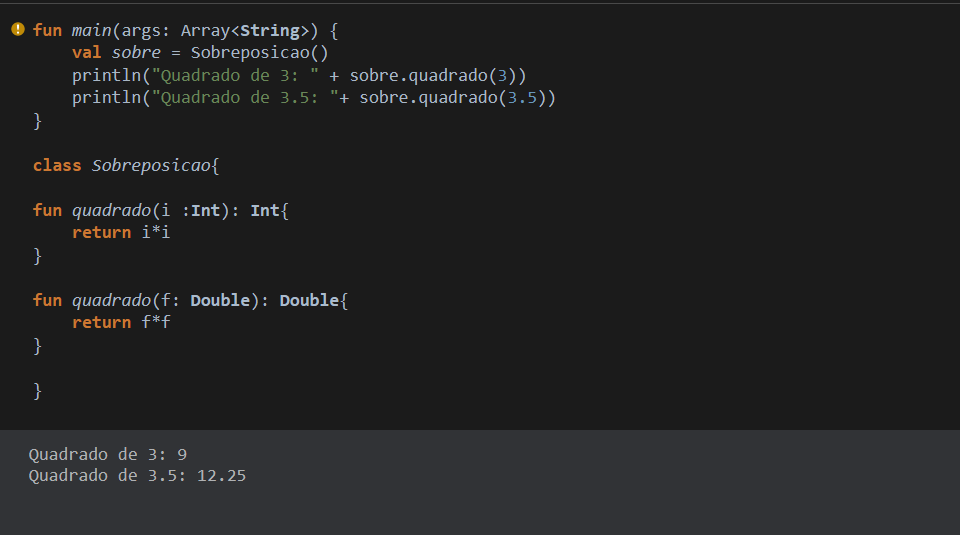 fun main(args: Array<String>) {
    val sobre = Sobreposicao()
    println("Quadrado de 3: " + sobre.quadrado(3))
    println("Quadrado de 3.5: "+ sobre.quadrado(3.5))
}
class Sobreposicao{
fun quadrado(i :Int): Int{
    return i*i
}
fun quadrado(f: Double): Double{
    return f*f
}
}
Quadrado de 3: 9
Quadrado de 3.5: 12.25